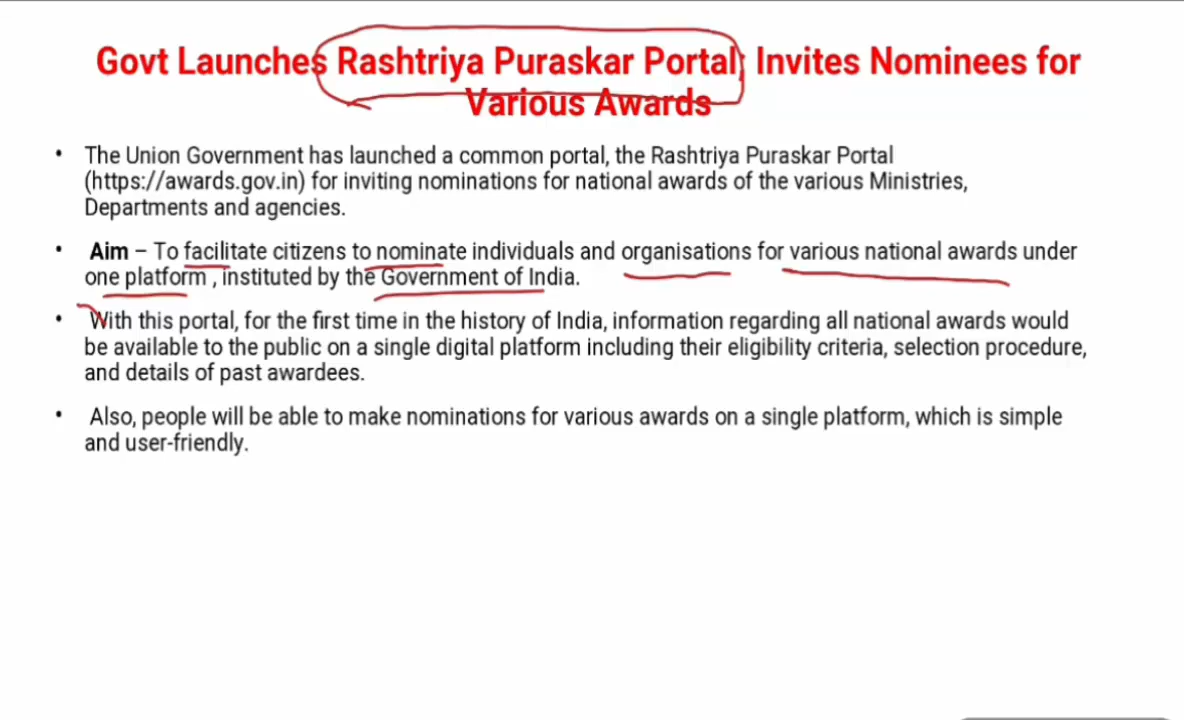 Govt Launches Rashtriya Puraskar Portal; Invites Nominees for
Various Awards
• The Union Government has launched a common portal, the Rashtriya Puraskar Portal
(https://awards.gov.in) for inviting nominations for national awards of the various Ministries,
Departments and agencies.
• Aim – To facilitate citizens to nominate individuals and organisations for various national awards under
one platform , instituted by the Government of India.
• With this portal, for the first time in the history of India, information regarding all national awards would
be available to the public on a single digital platform including their eligibility criteria, selection procedure,
and details of past awardees.
• Also, people will be able to make nominations for various awards on a single platform, which is simple
and user-friendly.